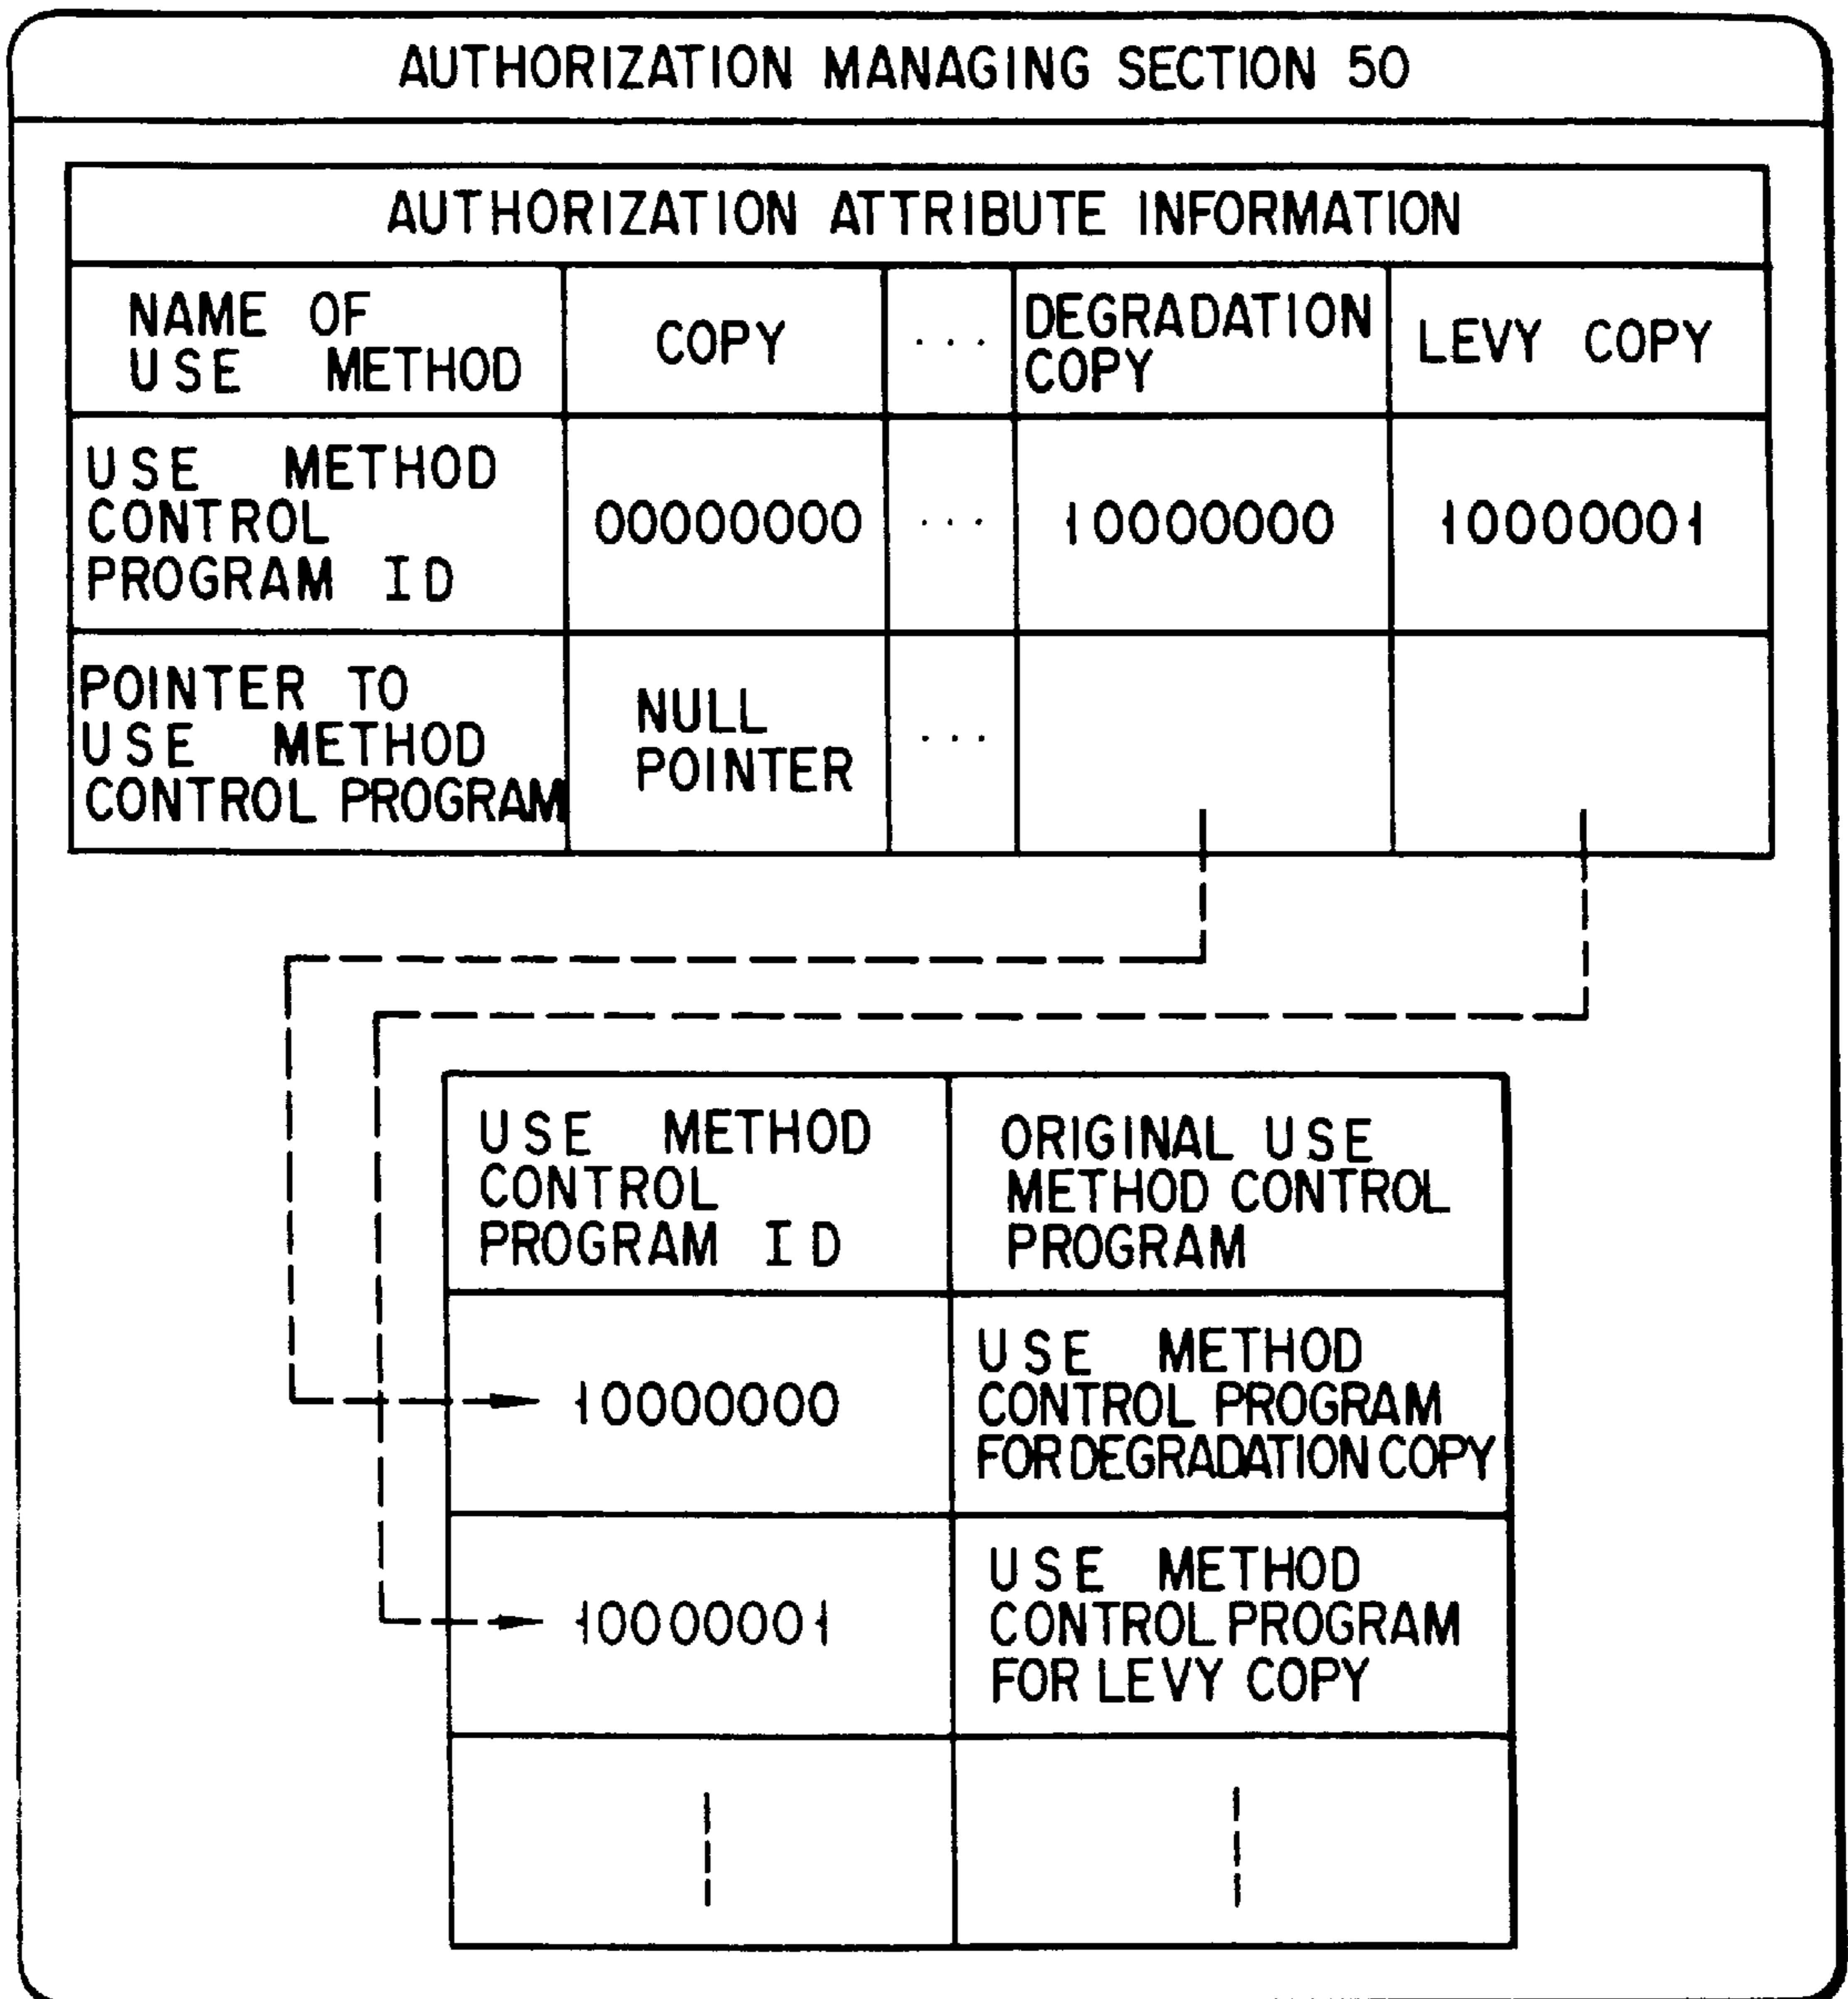 AUTHORIZATION MANAGING SECTION 50
AUTHORIZATION ATTRIBUTE INFORMATION
NAME OF
USE METHOD
COPY
...
DEGRADATION
COPY
LEVY COPY
USE METHOD
CONTROL
PROGRAM ID
00000000
...
10000000
10000001
POINTER TO
USE METHOD
CONTROL PROGRAM
NULL
POINTER
...
USE METHOD
CONTROL
PROGRAM ID
ORIGINAL USE
METHOD CONTROL
PROGRAM
10000000
USE METHOD
CONTROL PROGRAM
FOR DEGRADATION COPY
10000001
USE METHOD
CONTROL PROGRAM
FOR LEVY COPY